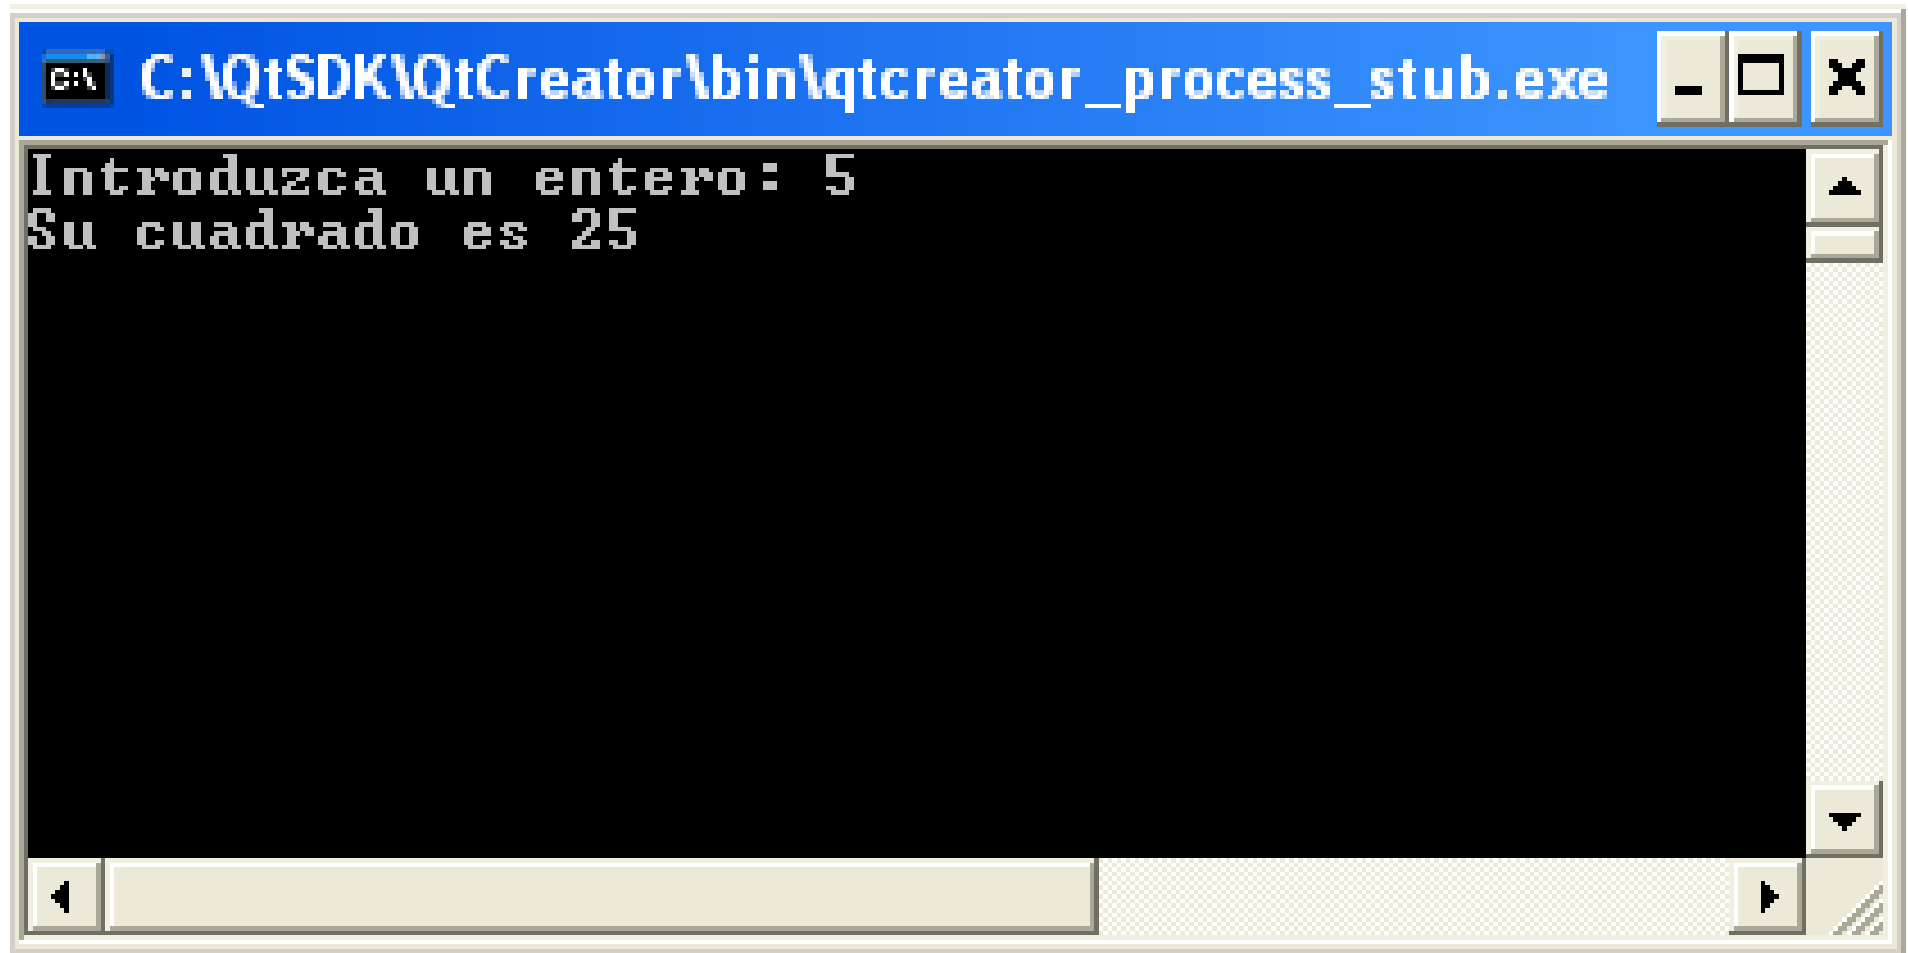 C:\ C:\QtSDK\QtCreator\bin\qtcreator_process_stub.exe
Introduzca un entero: 5
Su cuadrado es 25